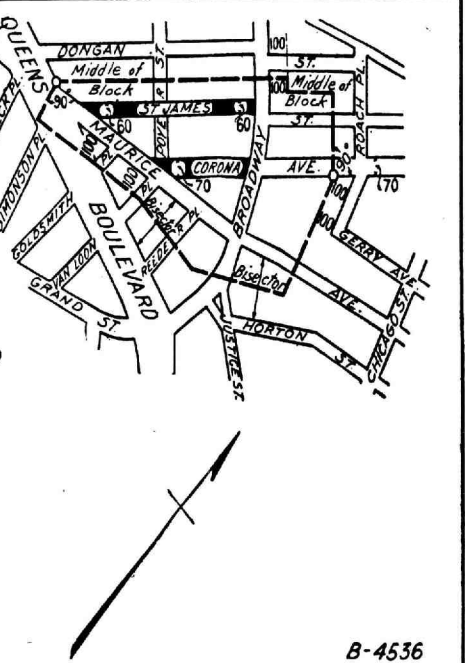 QUEENS
DONGAN ST.
Middle of
Block
100
100
Middle of
Block
90°
ST. JAMES ST.
60
60
POYER ST.
MAURICE AVE.
BROADWAY
ROACH PL.
90°
CORONA AVE.
70
70
100
100
100
100
PL.
SIMONSON PL.
GOLDSMITH
VAN LOON
GRAND ST.
BOULEVARD
Bisector
REEDER PL.
Bisector
GERRY AVE.
CHICAGO ST.
JUSTICE ST.
HORTON ST.
B-4536